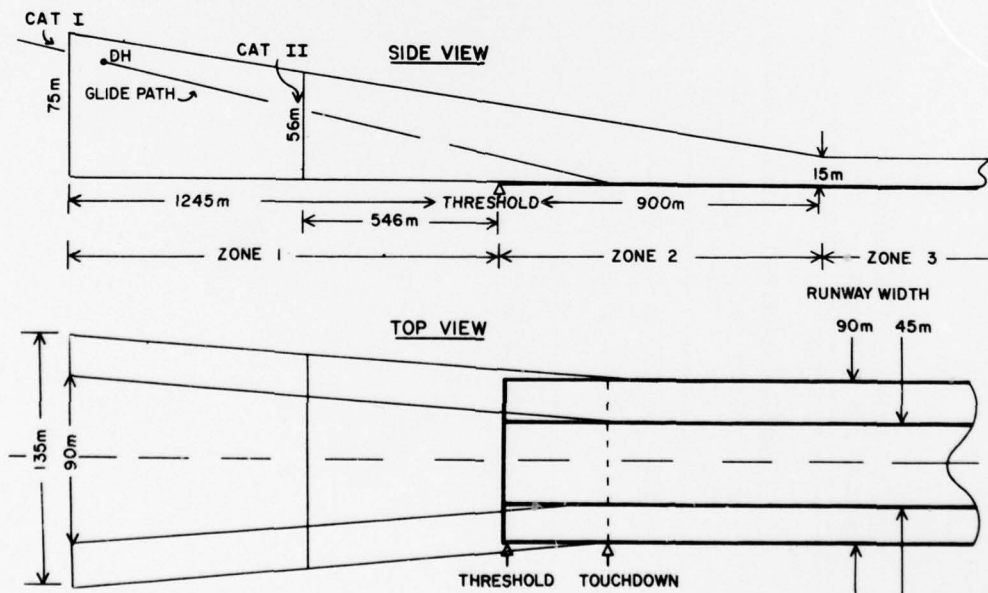 CAT I
DH
CAT II
SIDE VIEW
GLIDE PATH
75m
56m
15m
1245m
THRESHOLD
900m
546m
ZONE 1
ZONE 2
ZONE 3
RUNWAY WIDTH
TOP VIEW
90m
45m
135m
90m
THRESHOLD
TOUCHDOWN